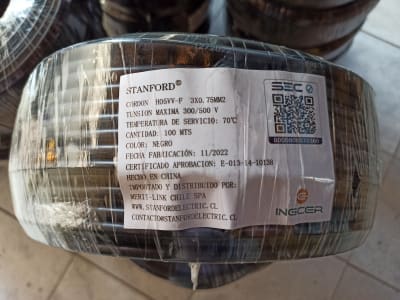 STANFORD®
CORDON H05VV-F 3X0.75MM2
TENSION MAXIMA 300/500 V
TEMPERATURA DE SERVICIO: 70°C
CANTIDAD: 100 MTS
COLOR: NEGRO
FECHA FABRICACIÓN: 11/2022
CERTIFICADO APROBACION: E-013-14-10138
HECHO EN CHINA.
IMPORTADO Y DISTRIBUIDO POR:
MERIT-LINK CHILE SPA
WWW.STANFORDELECTRIC.CL
CONTACTO@STANFORDELECTRIC.CL
SEC
INGCER